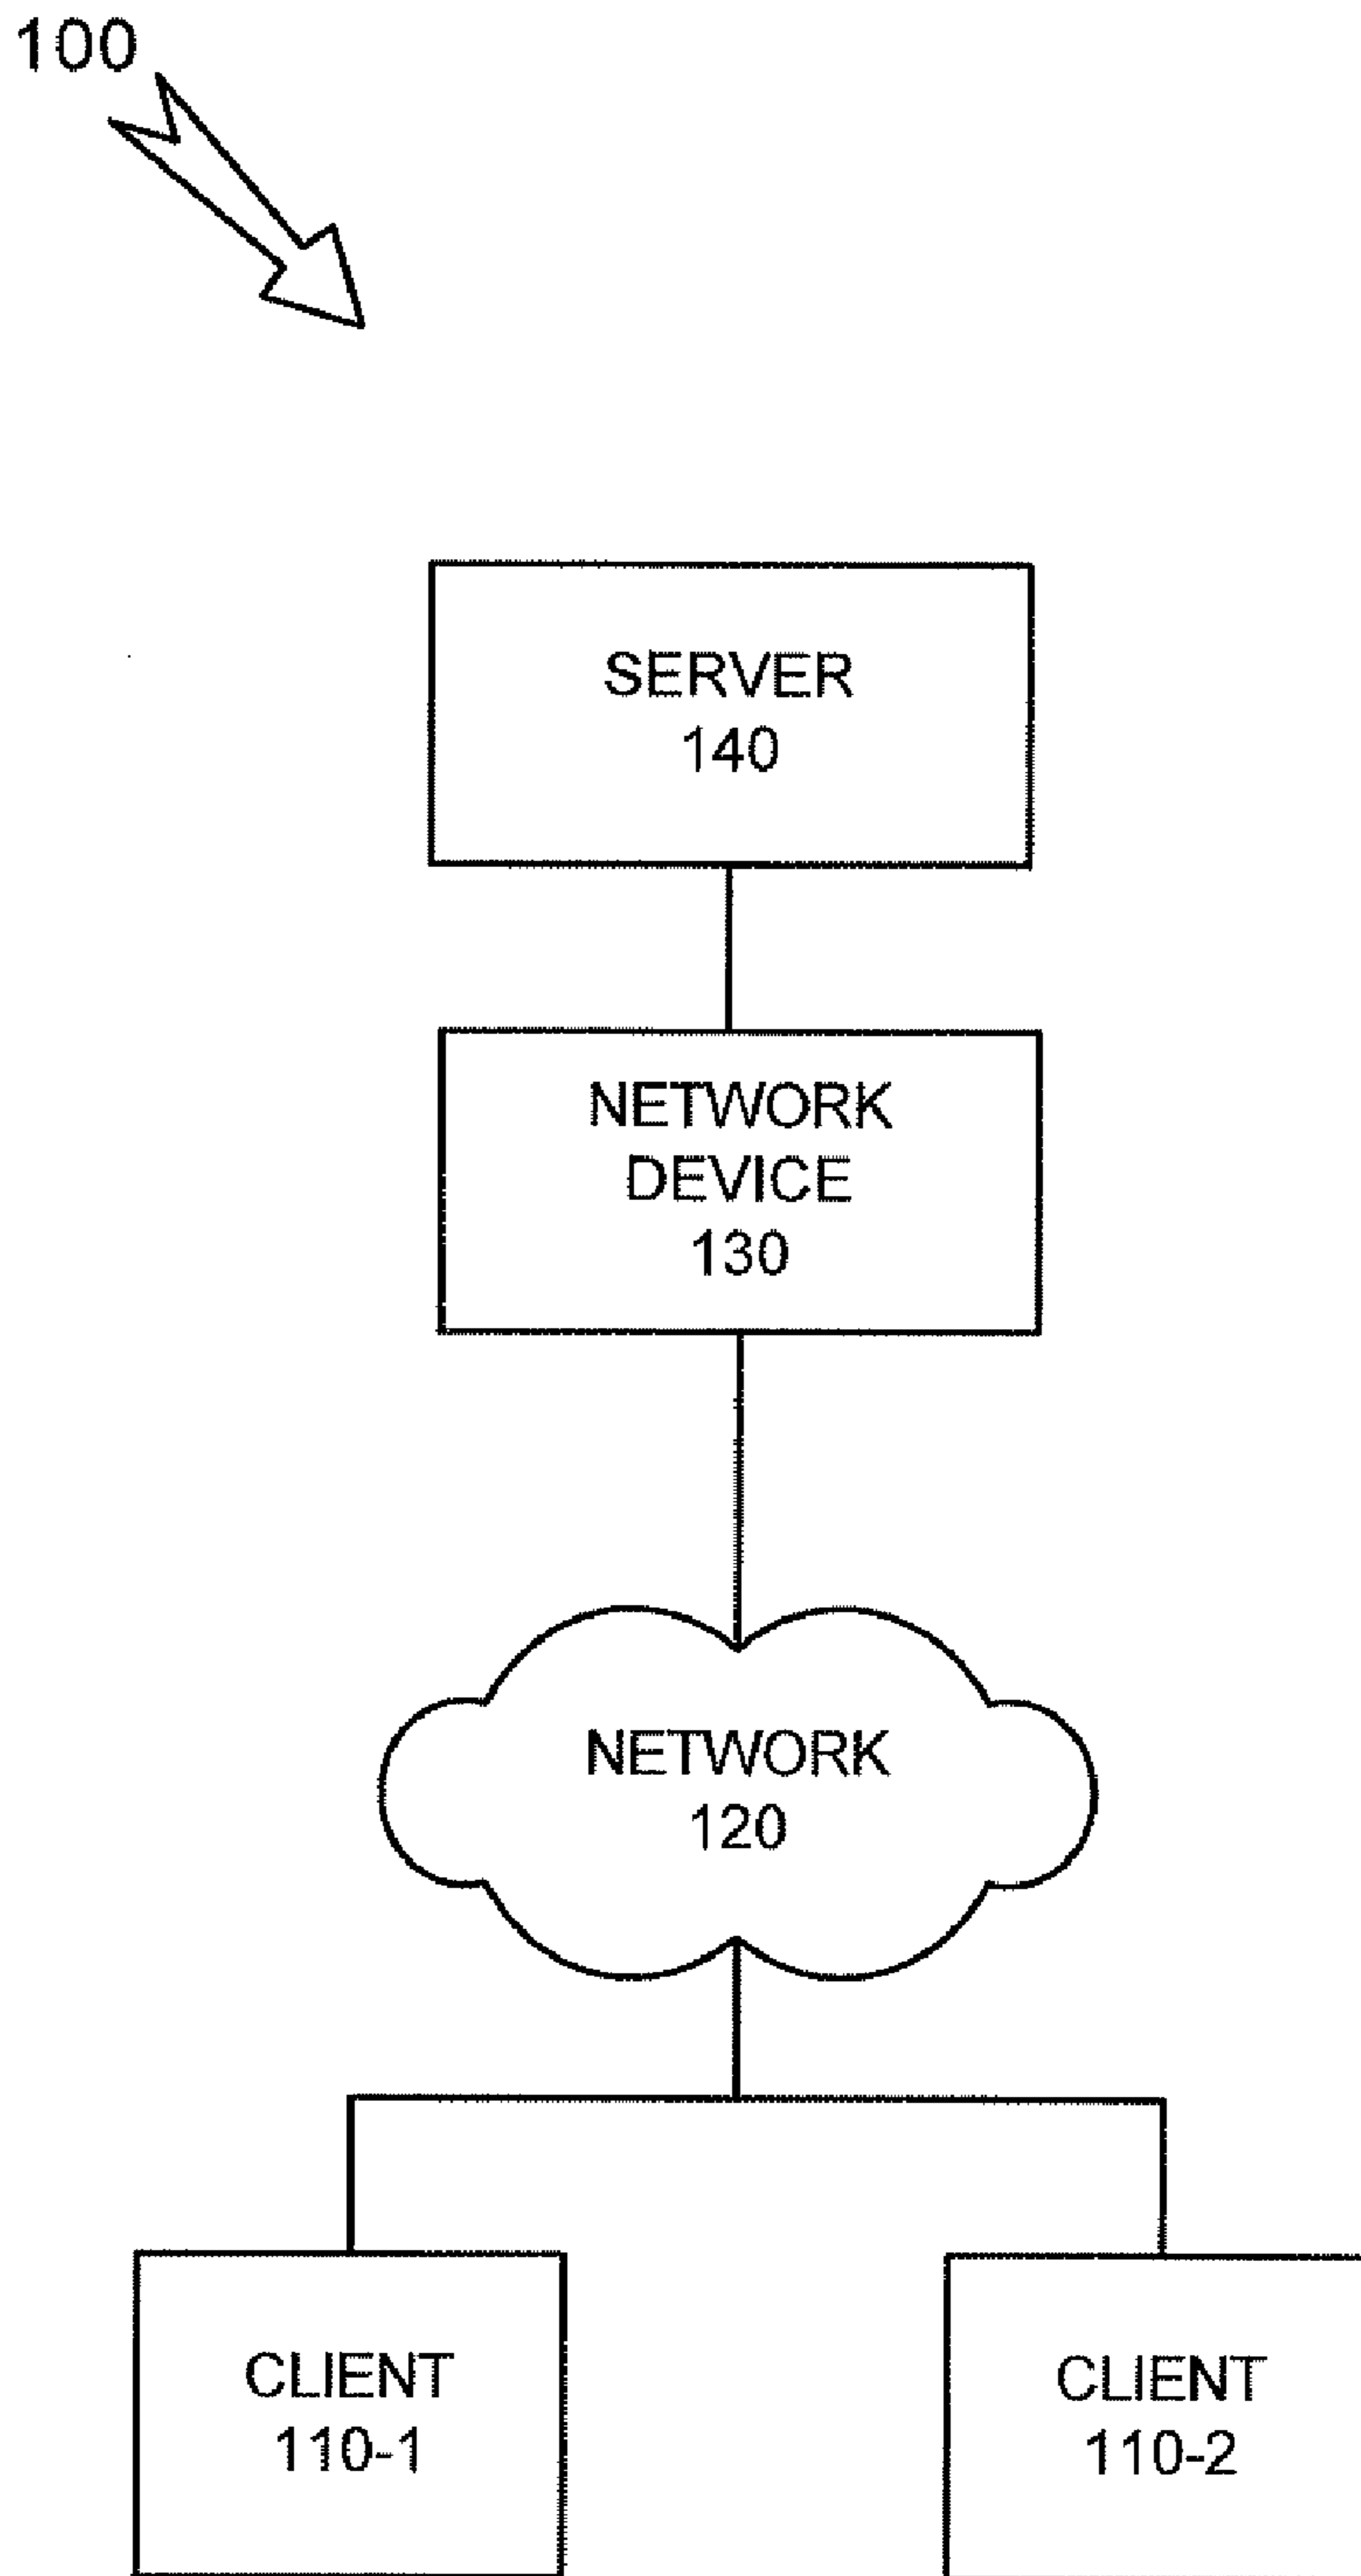 100
SERVER
140
NETWORK
DEVICE
130
NETWORK
120
CLIENT
110-1
CLIENT
110-2